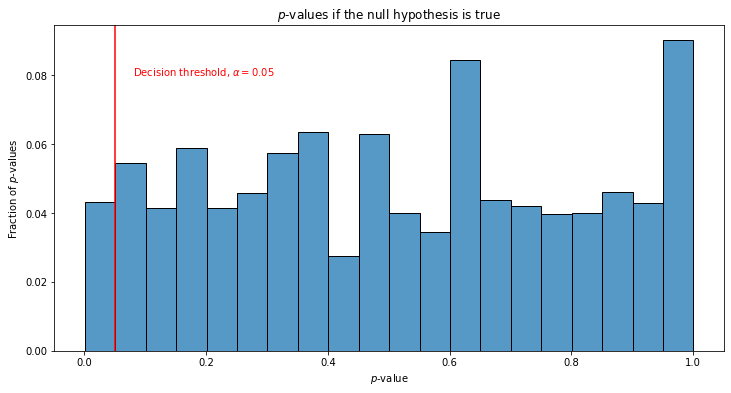 p-values if the null hypothesis is true
Decision threshold, α = 0.05
Fraction of p-values
0.08
0.06
0.04
0.02
0.00
0.0 0.2 0.4 0.6 0.8 1.0
p-value